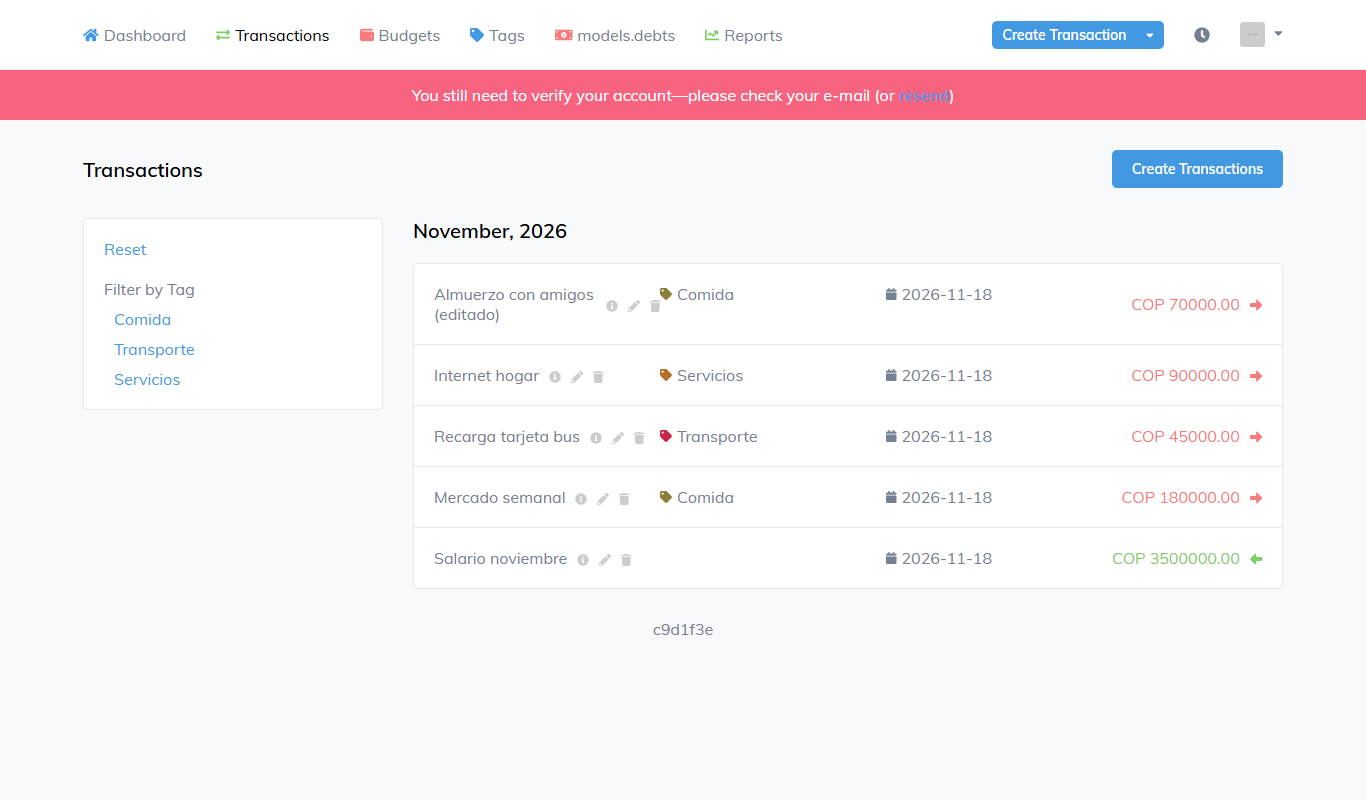 Dashboard Transactions Budgets Tags models.debts Reports Create Transaction
You still need to verify your account—please check your e-mail (or resend)
Transactions
Create Transactions
Reset
Filter by Tag
Comida
Transporte
Servicios
November, 2026
Almuerzo con amigos (editado) Comida 2026-11-18 COP 70000.00
Internet hogar Servicios 2026-11-18 COP 90000.00
Recarga tarjeta bus Transporte 2026-11-18 COP 45000.00
Mercado semanal Comida 2026-11-18 COP 180000.00
Salario noviembre 2026-11-18 COP 3500000.00
c9d1f3e